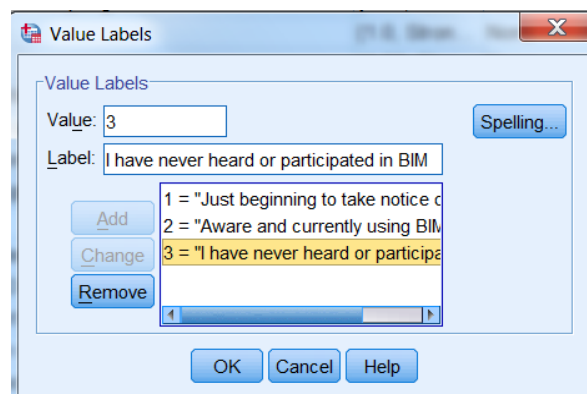 Value Labels
Value Labels
Value: 3
Spelling...
Label: I have never heard or participated in BIM
1 = "Just beginning to take notice
2 = "Aware and currently using BIM
3 = "I have never heard or participa
Add
Change
Remove
OK Cancel Help